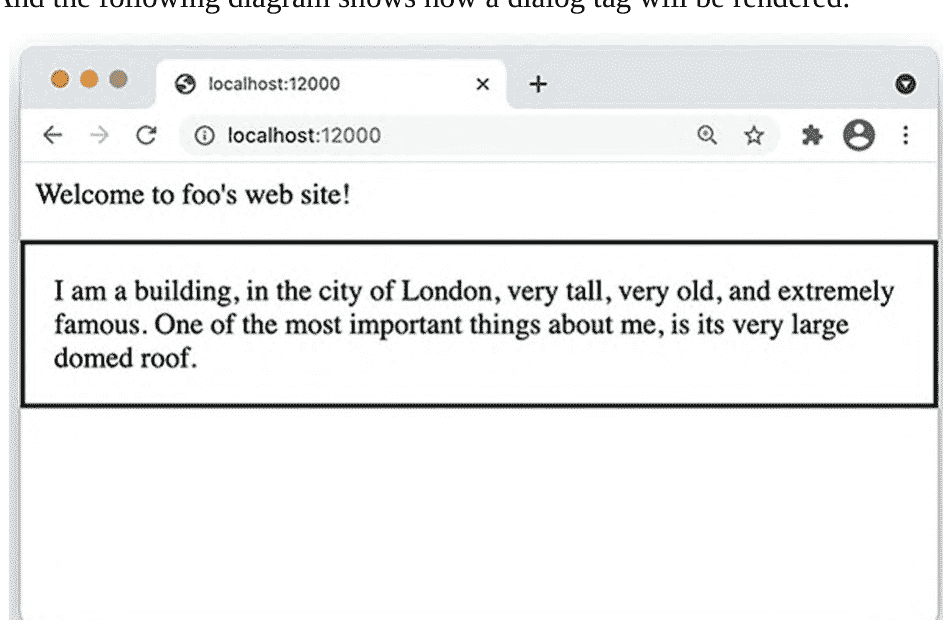 And the following diagram shows how a dialog tag will be rendered:
localhost:12000
localhost:12000
Welcome to foo's web site!
I am a building, in the city of London, very tall, very old, and extremely
famous. One of the most important things about me, is its very large
domed roof.